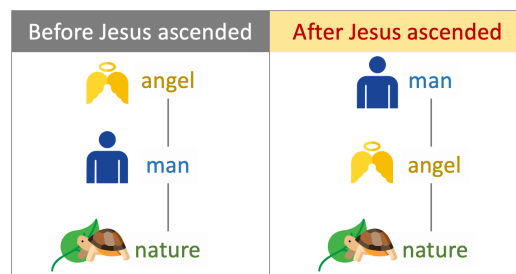 Before Jesus ascended
After Jesus ascended
angel
man
nature
man
angel
nature